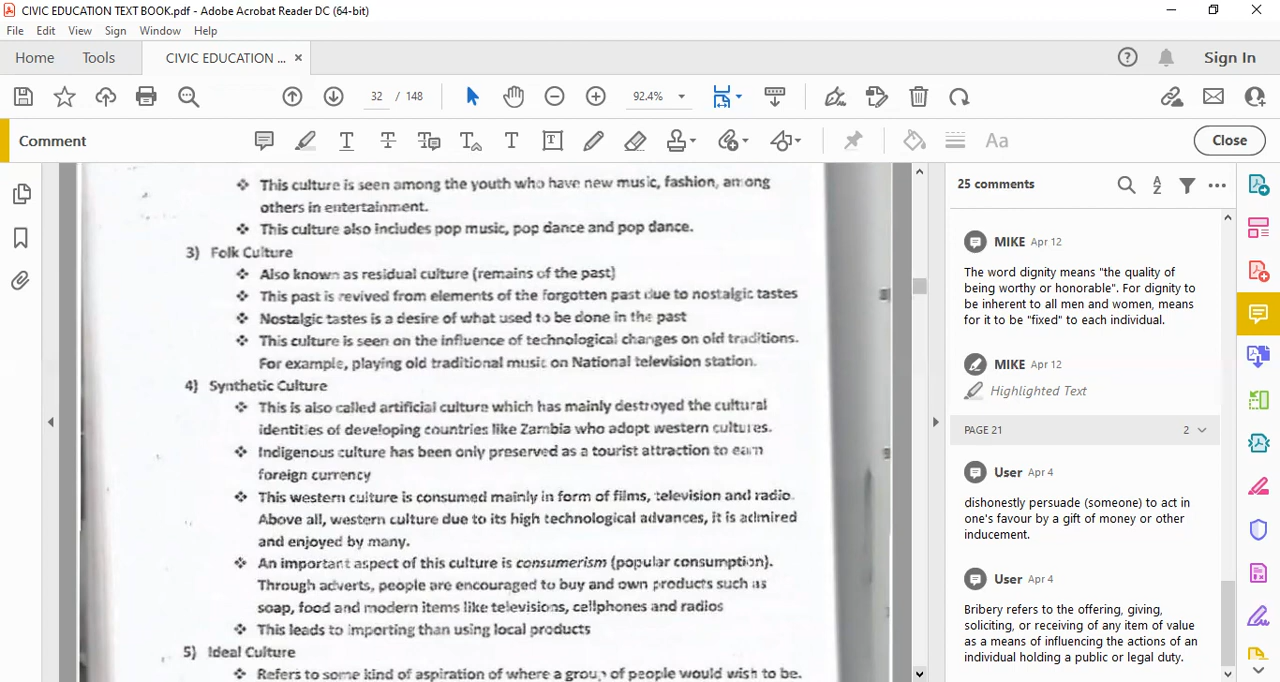 CIVIC EDUCATION TEXT BOOK.pdf - Adobe Acrobat Reader DC (64-bit)
File Edit View Sign Window Help
Home Tools CIVIC EDUCATION ... × Sign In
32 / 148 92.4%
Comment Close
This culture is seen among the youth who have new music, fashion, among
others in entertainment.
This culture also includes pop music, pop dance and pop dance.
3) Folk Culture
Also known as residual culture (remains of the past)
This past is revived from elements of the forgotten past due to nostalgic tastes
Nostalgic tastes is a desire of what used to be done in the past
This culture is seen on the influence of technological changes on old traditions.
For example, playing old traditional music on National television station.
4) Synthetic Culture
This is also called artificial culture which has mainly destroyed the cultural
identities of developing countries like Zambia who adopt western cultures.
Indigenous culture has been only preserved as a tourist attraction to earn
foreign currency
This western culture is consumed mainly in form of films, television and radio.
Above all, western culture due to its high technological advances, it is admired
and enjoyed by many.
An important aspect of this culture is consumerism (popular consumption).
Through adverts, people are encouraged to buy and own products such as
soap, food and modern items like televisions, cellphones and radios
This leads to importing than using local products
5) Ideal Culture
Refers to some kind of aspiration of where a group of people would wish to be.
25 comments
MIKE Apr 12
The word dignity means "the quality of
being worthy or honorable". For dignity to
be inherent to all men and women, means
for it to be "fixed" to each individual.
MIKE Apr 12
Highlighted Text
PAGE 21 2
User Apr 4
dishonestly persuade (someone) to act in
one's favour by a gift of money or other
inducement.
User Apr 4
Bribery refers to the offering, giving,
soliciting, or receiving of any item of value
as a means of influencing the actions of an
individual holding a public or legal duty.